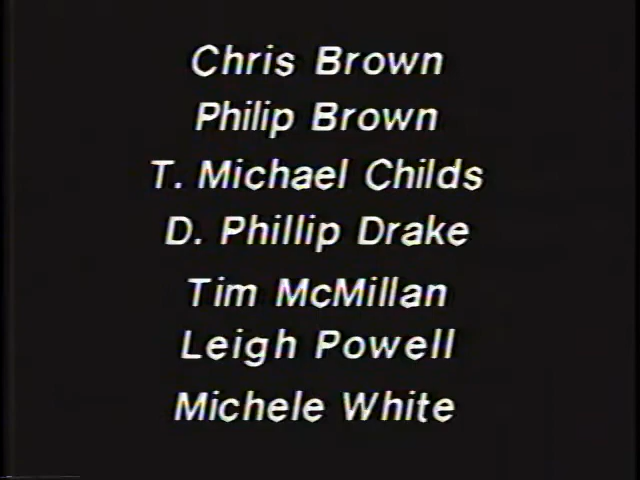 Chris Brown
Philip Brown
T. Michael Childs
D. Phillip Drake
Tim McMillan
Leigh Powell
Michele White